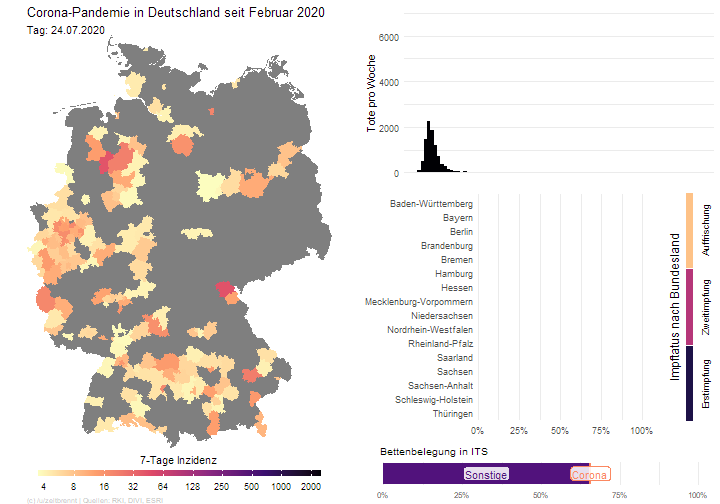 Corona-Pandemie in Deutschland seit Februar 2020
Tag: 24.07.2020
7-Tage Inzidenz
4 8 16 32 64 128 250 500 1000 2000
(c) /u/zeitbrennt | Quellen: RKI, DIVI, ESRI
Tote pro Woche
6000
4000
2000
0
Baden-Württemberg
Bayern
Berlin
Brandenburg
Bremen
Hamburg
Hessen
Mecklenburg-Vorpommern
Niedersachsen
Nordrhein-Westfalen
Rheinland-Pfalz
Saarland
Sachsen
Sachsen-Anhalt
Schleswig-Holstein
Thüringen
0% 25% 50% 75% 100%
Impfstatus nach Bundesland
Auffrischung
Zweitimpfung
Erstimpfung
Bettenbelegung in ITS
Sonstige Corona
0% 25% 50% 75% 100%